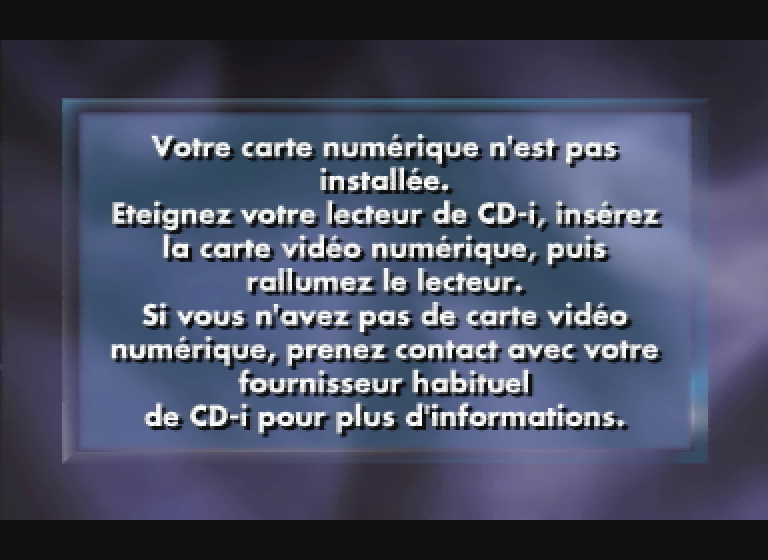 Votre carte numérique n'est pas
installée.
Eteignez votre lecteur de CD-i, insérez
la carte vidéo numérique, puis
rallumez le lecteur.
Si vous n'avez pas de carte vidéo
numérique, prenez contact avec votre
fournisseur habituel
de CD-i pour plus d'informations.